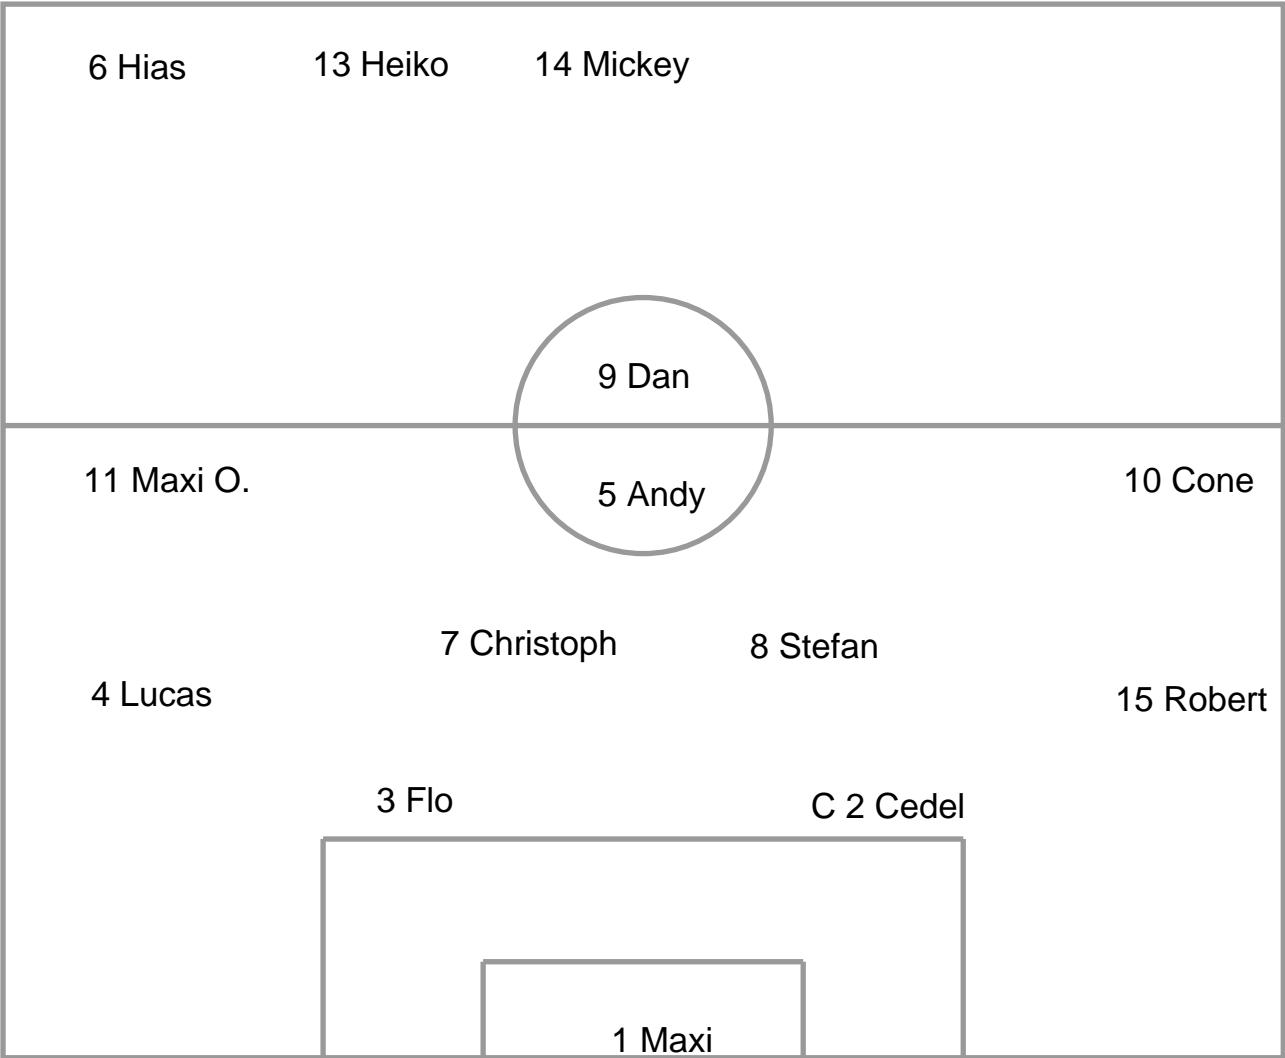 6 Hias
13 Heiko
14 Mickey
9 Dan
11 Maxi O.
5 Andy
10 Cone
7 Christoph
8 Stefan
4 Lucas
15 Robert
3 Flo
C 2 Cedel
1 Maxi